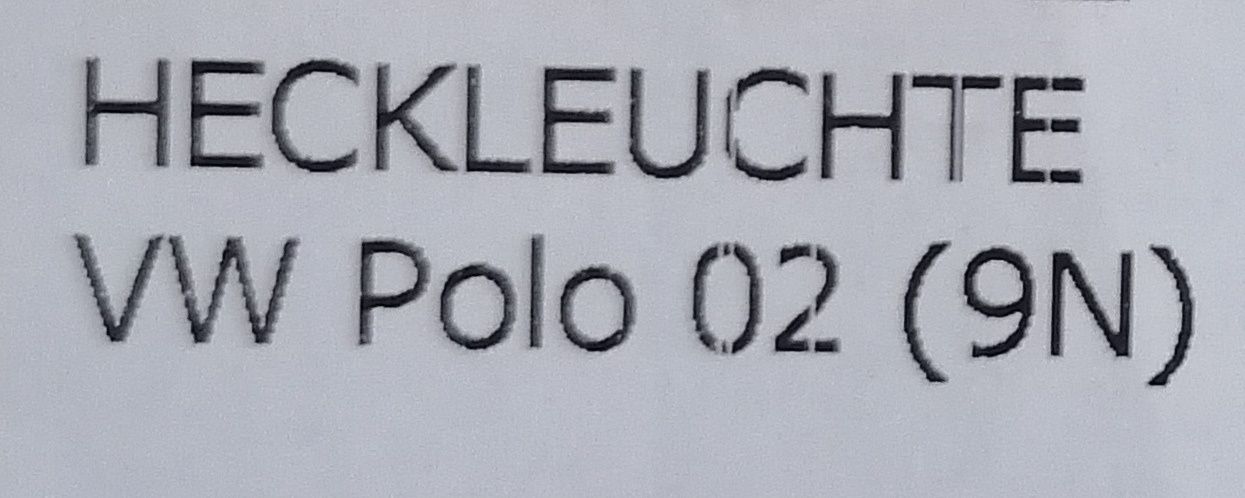 HECKLEUCHTE
VW Polo 02 (9N)